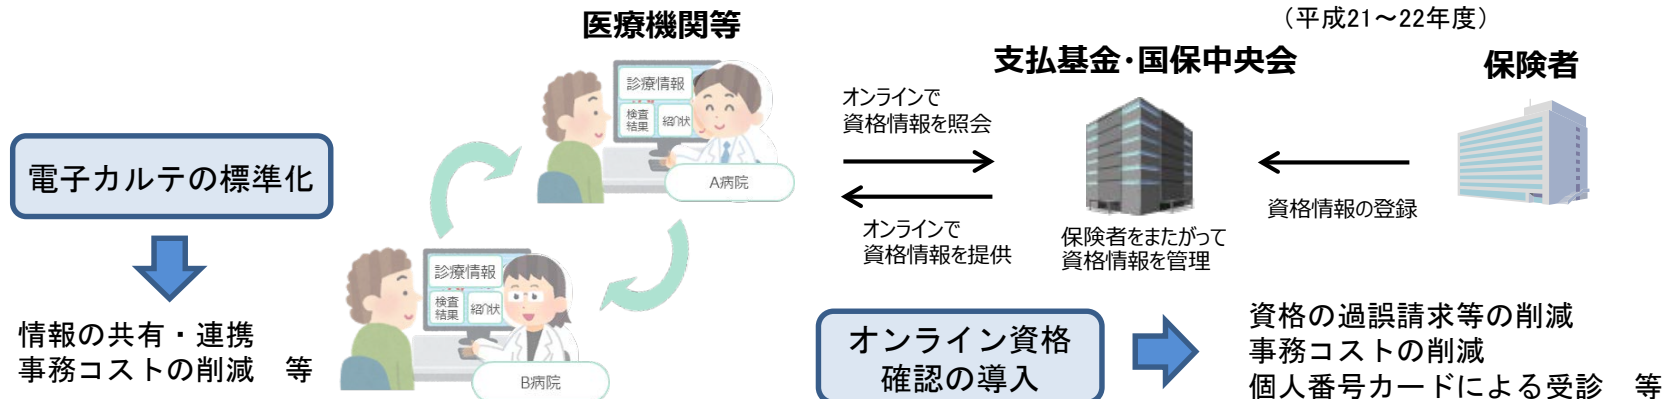 （平成21～22年度）
医療機関等
支払基金・国保中央会
保険者
診療情報
検査
結果
紹介状
A病院
オンラインで
資格情報を照会
オンラインで
資格情報を提供
保険者をまたがって
資格情報を管理
資格情報の登録
電子カルテの標準化
情報の共有・連携
事務コストの削減　等
診療情報
検査
結果
紹介状
B病院
オンライン資格
確認の導入
資格の過誤請求等の削減
事務コストの削減
個人番号カードによる受診　等